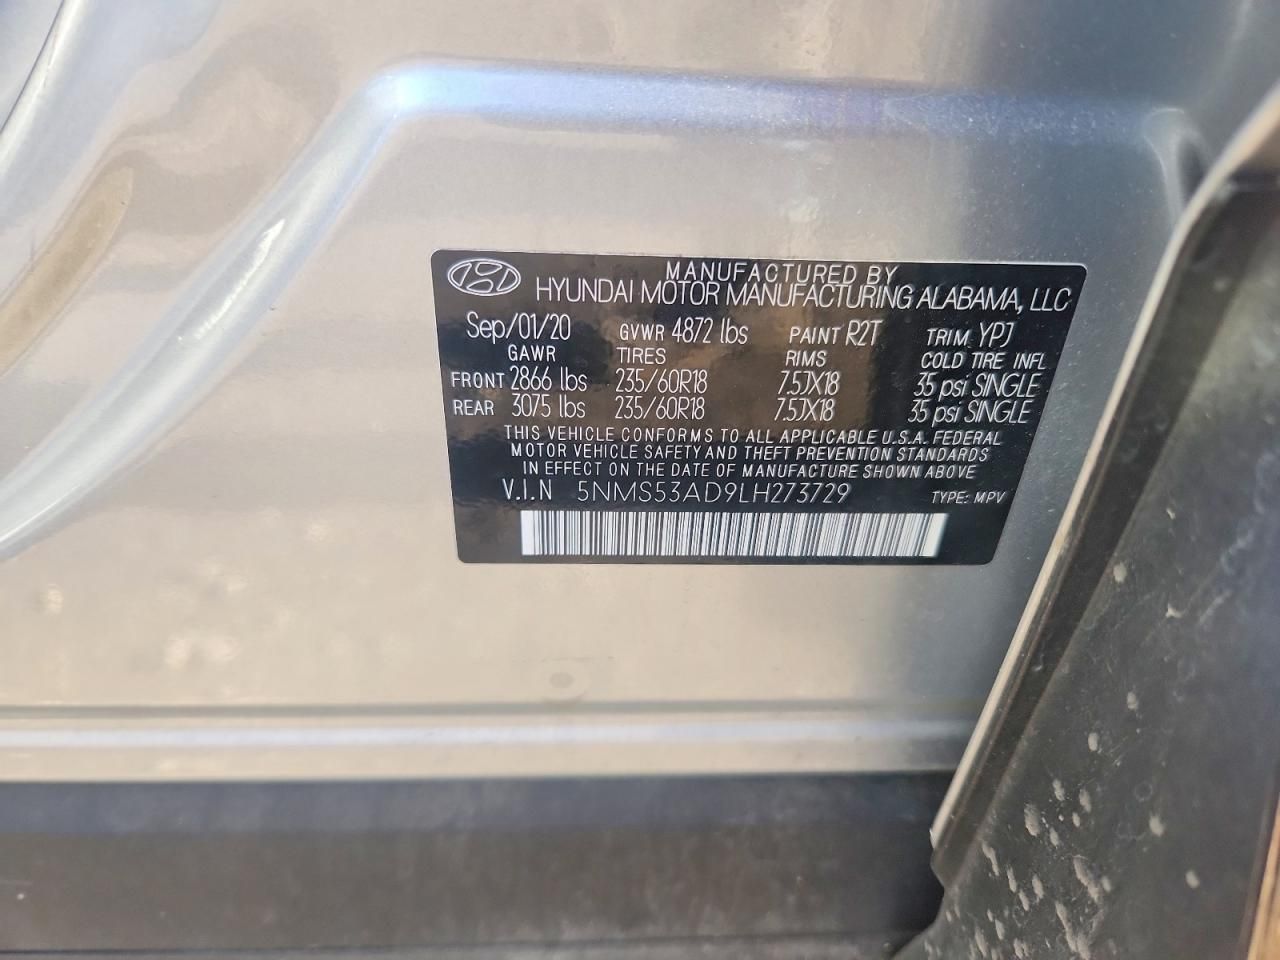 MANUFACTURED BY
HYUNDAI MOTOR MANUFACTURING ALABAMA, LLC
Sep/01/20 GVWR 4872 lbs PAINT R2T TRIM YPJ
GAWR TIRES RIMS COLD TIRE INFL
FRONT 2866 lbs 235/60R18 7.5JX18 35 psi SINGLE
REAR 3075 lbs 235/60R18 7.5JX18 35 psi SINGLE
THIS VEHICLE CONFORMS TO ALL APPLICABLE U.S.A. FEDERAL
MOTOR VEHICLE SAFETY AND THEFT PREVENTION STANDARDS
IN EFFECT ON THE DATE OF MANUFACTURE SHOWN ABOVE
V.I.N 5NMS53AD9LH273729 TYPE: MPV